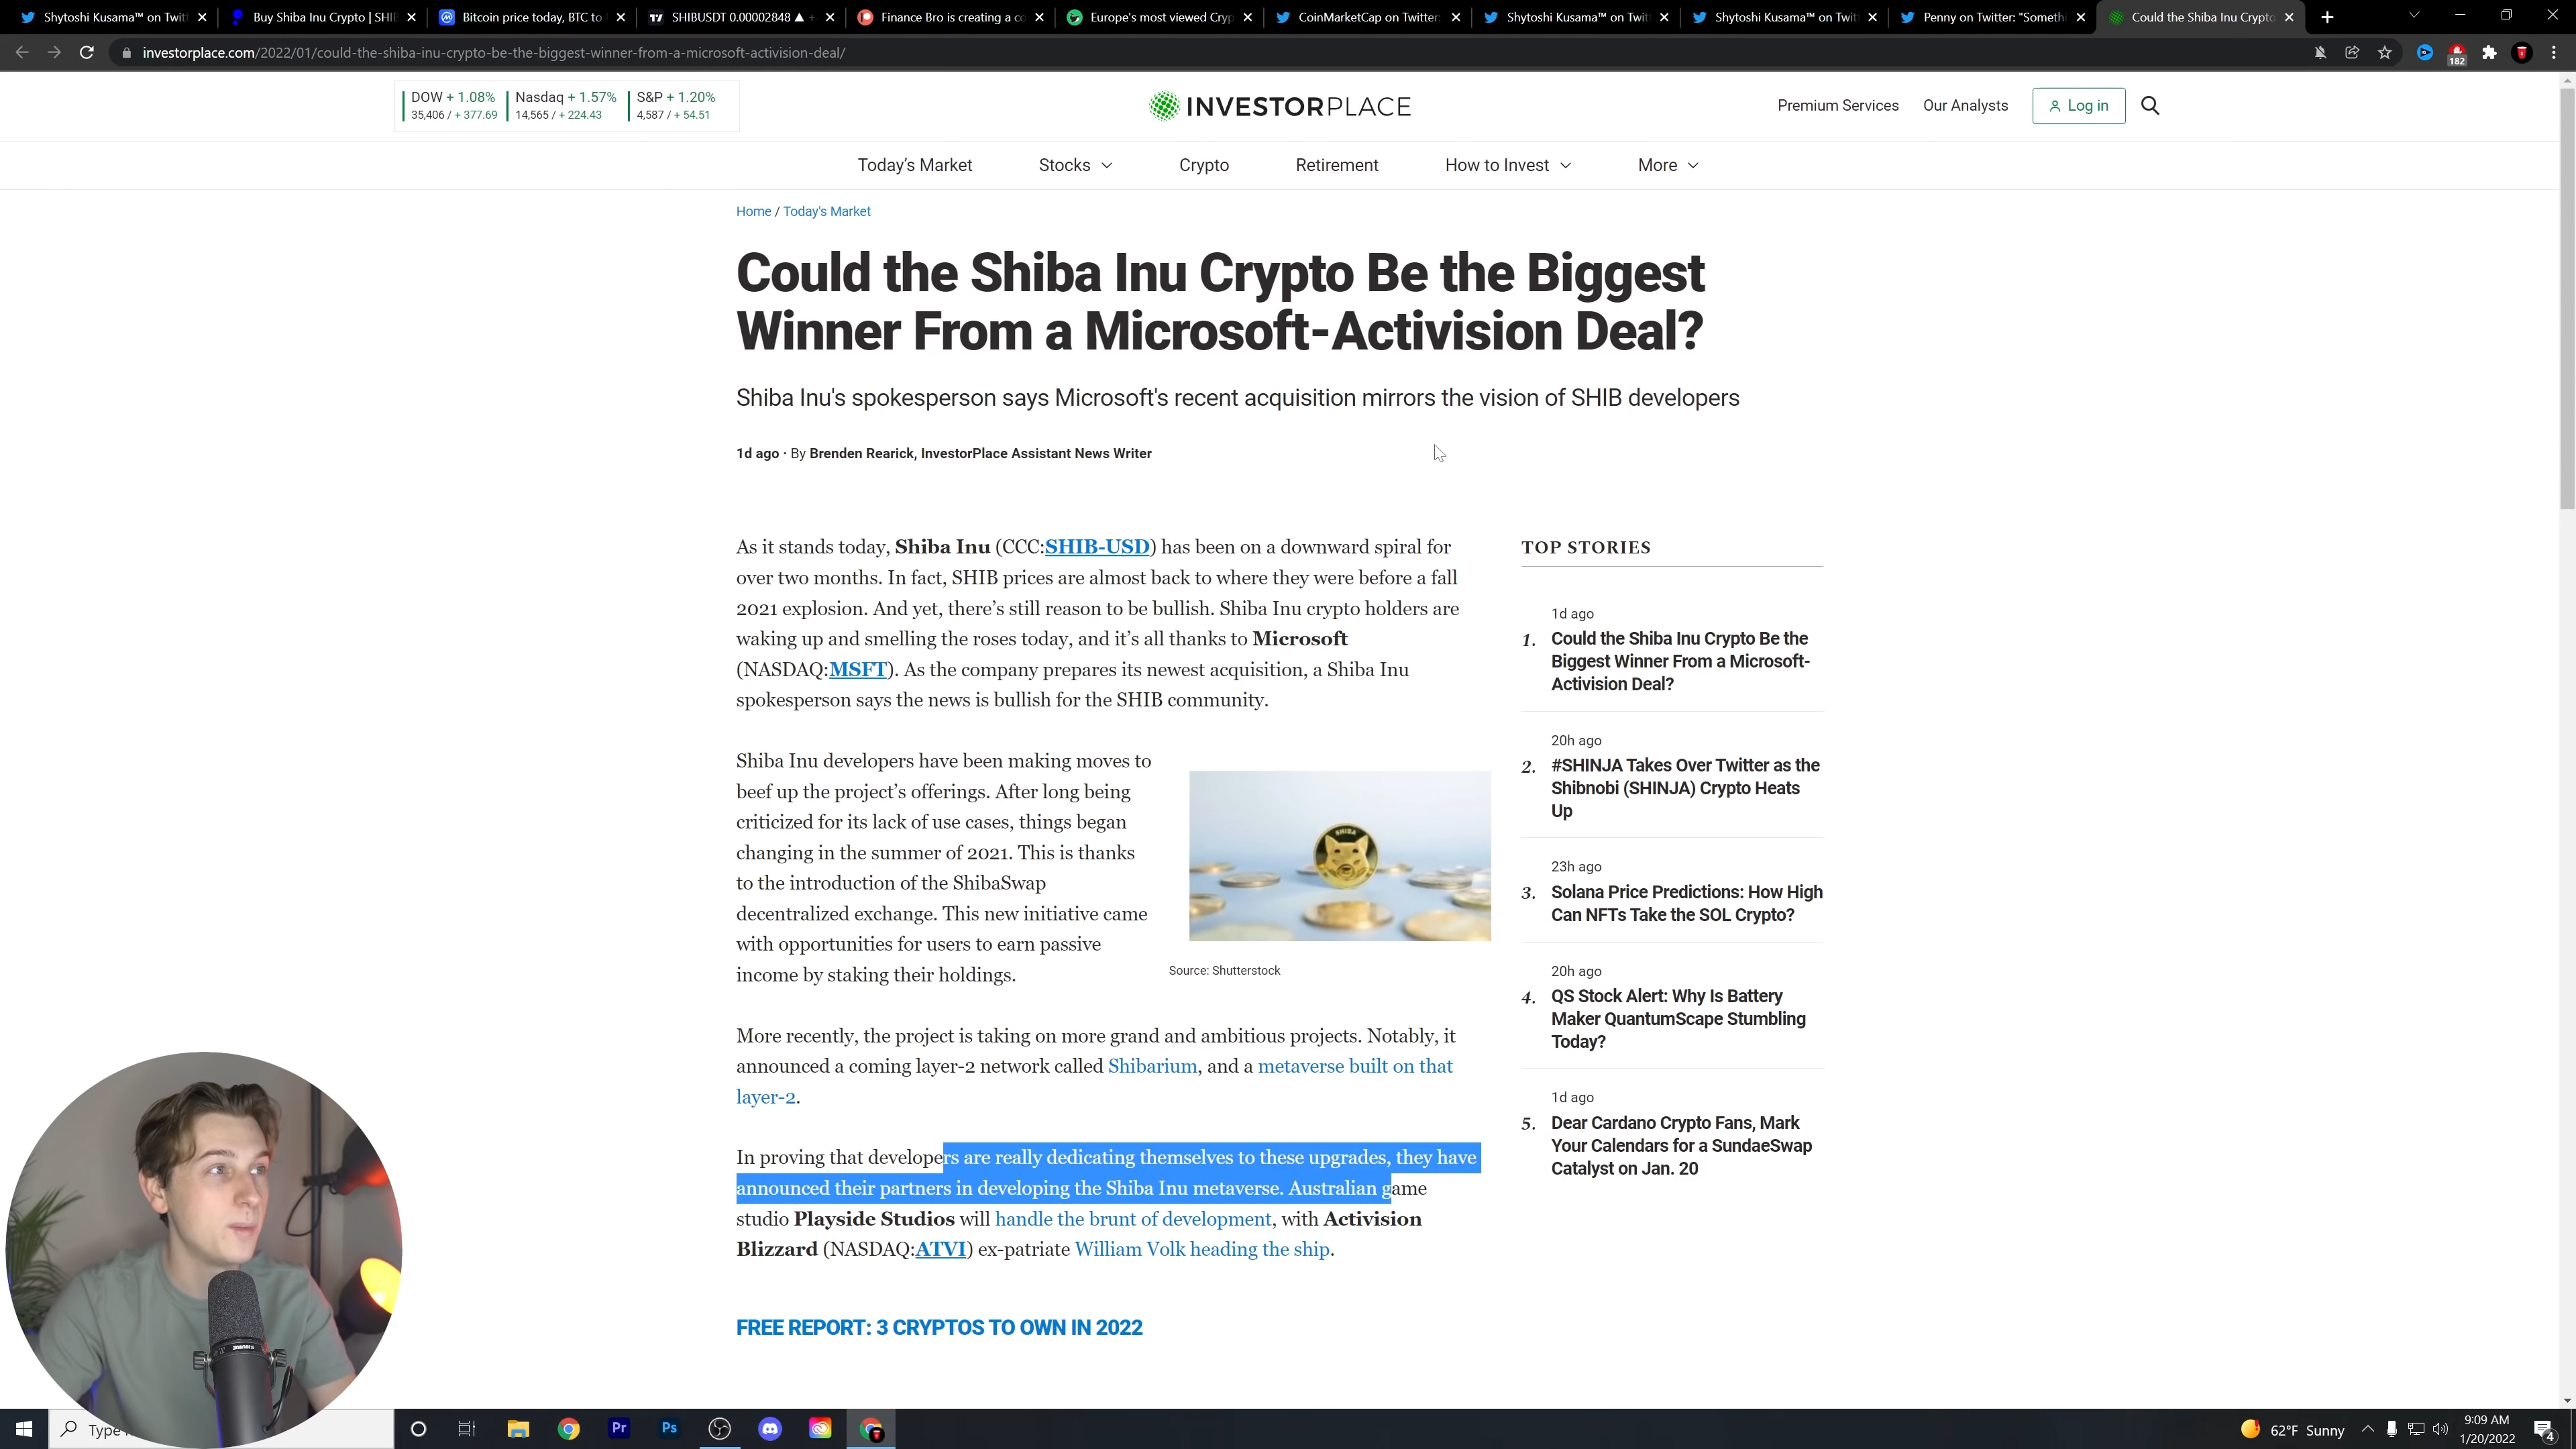 Shytoshi Kusama™ on Twit
Buy Shiba Inu Crypto | SHIE
Bitcoin price today, BTC to
SHIBUSDT 0.00002848 ▲ +
Finance Bro is creating a co
Europe's most viewed Cryp
CoinMarketCap on Twitter:
Shytoshi Kusama™ on Twit
Shytoshi Kusama™ on Twit
Penny on Twitter: "Somethi
Could the Shiba Inu Crypto
investorplace.com/2022/01/could-the-shiba-inu-crypto-be-the-biggest-winner-from-a-microsoft-activision-deal/
182
DOW + 1.08%
35,406 / + 377.69
Nasdaq + 1.57%
14,565 / + 224.43
S&P + 1.20%
4,587 / + 54.51
INVESTORPLACE
Premium Services
Our Analysts
Log in
Today's Market
Stocks
Crypto
Retirement
How to Invest
More
Home / Today's Market
Could the Shiba Inu Crypto Be the Biggest
Winner From a Microsoft-Activision Deal?
Shiba Inu's spokesperson says Microsoft's recent acquisition mirrors the vision of SHIB developers
1d ago · By Brenden Rearick, InvestorPlace Assistant News Writer
As it stands today, Shiba Inu (CCC:SHIB-USD) has been on a downward spiral for
over two months. In fact, SHIB prices are almost back to where they were before a fall
2021 explosion. And yet, there's still reason to be bullish. Shiba Inu crypto holders are
waking up and smelling the roses today, and it's all thanks to Microsoft
(NASDAQ:MSFT). As the company prepares its newest acquisition, a Shiba Inu
spokesperson says the news is bullish for the SHIB community.
Shiba Inu developers have been making moves to
beef up the project's offerings. After long being
criticized for its lack of use cases, things began
changing in the summer of 2021. This is thanks
to the introduction of the ShibaSwap
decentralized exchange. This new initiative came
with opportunities for users to earn passive
income by staking their holdings.
SHIBA
Source: Shutterstock
More recently, the project is taking on more grand and ambitious projects. Notably, it
announced a coming layer-2 network called Shibarium, and a metaverse built on that
layer-2.
In proving that developers are really dedicating themselves to these upgrades, they have
announced their partners in developing the Shiba Inu metaverse. Australian game
studio Playside Studios will handle the brunt of development, with Activision
Blizzard (NASDAQ:ATVI) ex-patriate William Volk heading the ship.
FREE REPORT: 3 CRYPTOS TO OWN IN 2022
TOP STORIES
1d ago
1. Could the Shiba Inu Crypto Be the
Biggest Winner From a Microsoft-
Activision Deal?
20h ago
2. #SHINJA Takes Over Twitter as the
Shibnobi (SHINJA) Crypto Heats
Up
23h ago
3. Solana Price Predictions: How High
Can NFTs Take the SOL Crypto?
20h ago
4. QS Stock Alert: Why Is Battery
Maker QuantumScape Stumbling
Today?
1d ago
5. Dear Cardano Crypto Fans, Mark
Your Calendars for a SundaeSwap
Catalyst on Jan. 20
Type
Pr
Ps
62°F Sunny
9:09 AM
1/20/2022
4